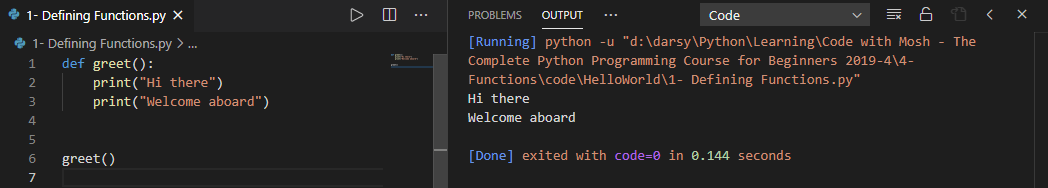 1- Defining Functions.py
1- Defining Functions.py > ...
1 def greet():
2     print("Hi there")
3     print("Welcome aboard")
4
5
6 greet()
7
PROBLEMS OUTPUT ... Code
[Running] python -u "d:\darsy\Python\Learning\Code with Mosh - The
Complete Python Programming Course for Beginners 2019-4\4-
Functions\code\HelloWorld\1- Defining Functions.py"
Hi there
Welcome aboard
[Done] exited with code=0 in 0.144 seconds